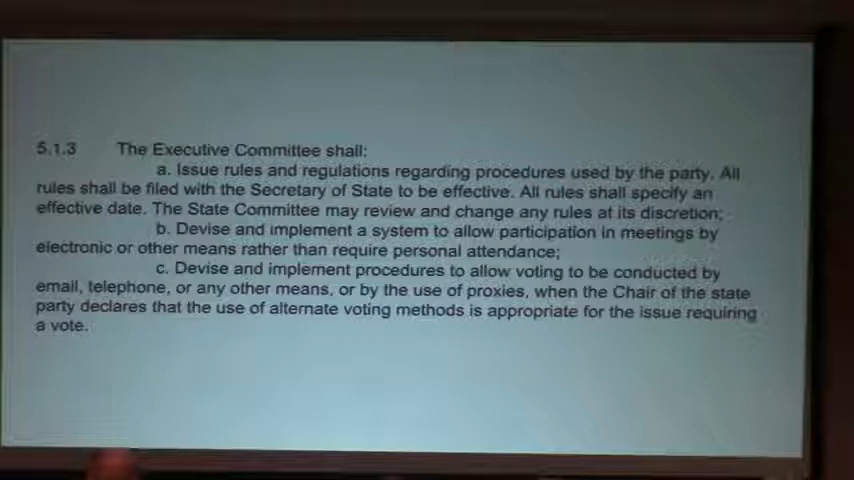 5.1.3 The Executive Committee shall:
a. Issue rules and regulations regarding procedures used by the party. All
rules shall be filed with the Secretary of State to be effective. All rules shall specify an
effective date. The State Committee may review and change any rules at its discretion;
b. Devise and implement a system to allow participation in meetings by
electronic or other means rather than require personal attendance;
c. Devise and implement procedures to allow voting to be conducted by
email, telephone, or any other means, or by the use of proxies, when the Chair of the state
party declares that the use of alternate voting methods is appropriate for the issue requiring
a vote.